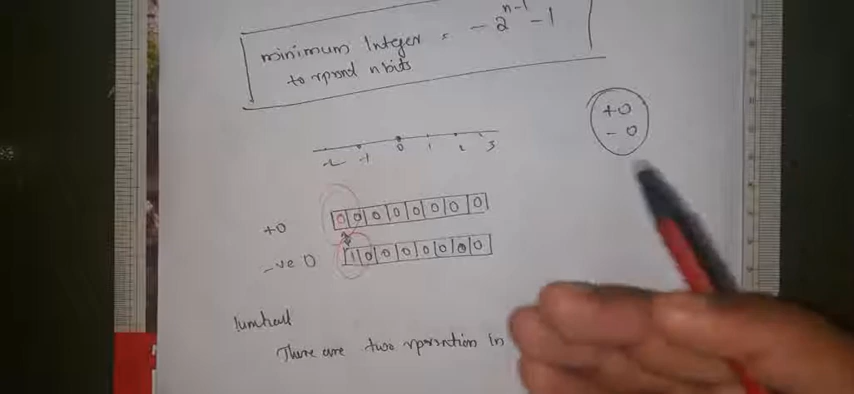 minimum Integer = - 2^n-1 - 1
to rprond n bits
+0
- 0
-2 -1 0 1 2 3
+0 0 0 0 0 0 0 0 0
-ve 0 1 0 0 0 0 0 0 0
There are two in